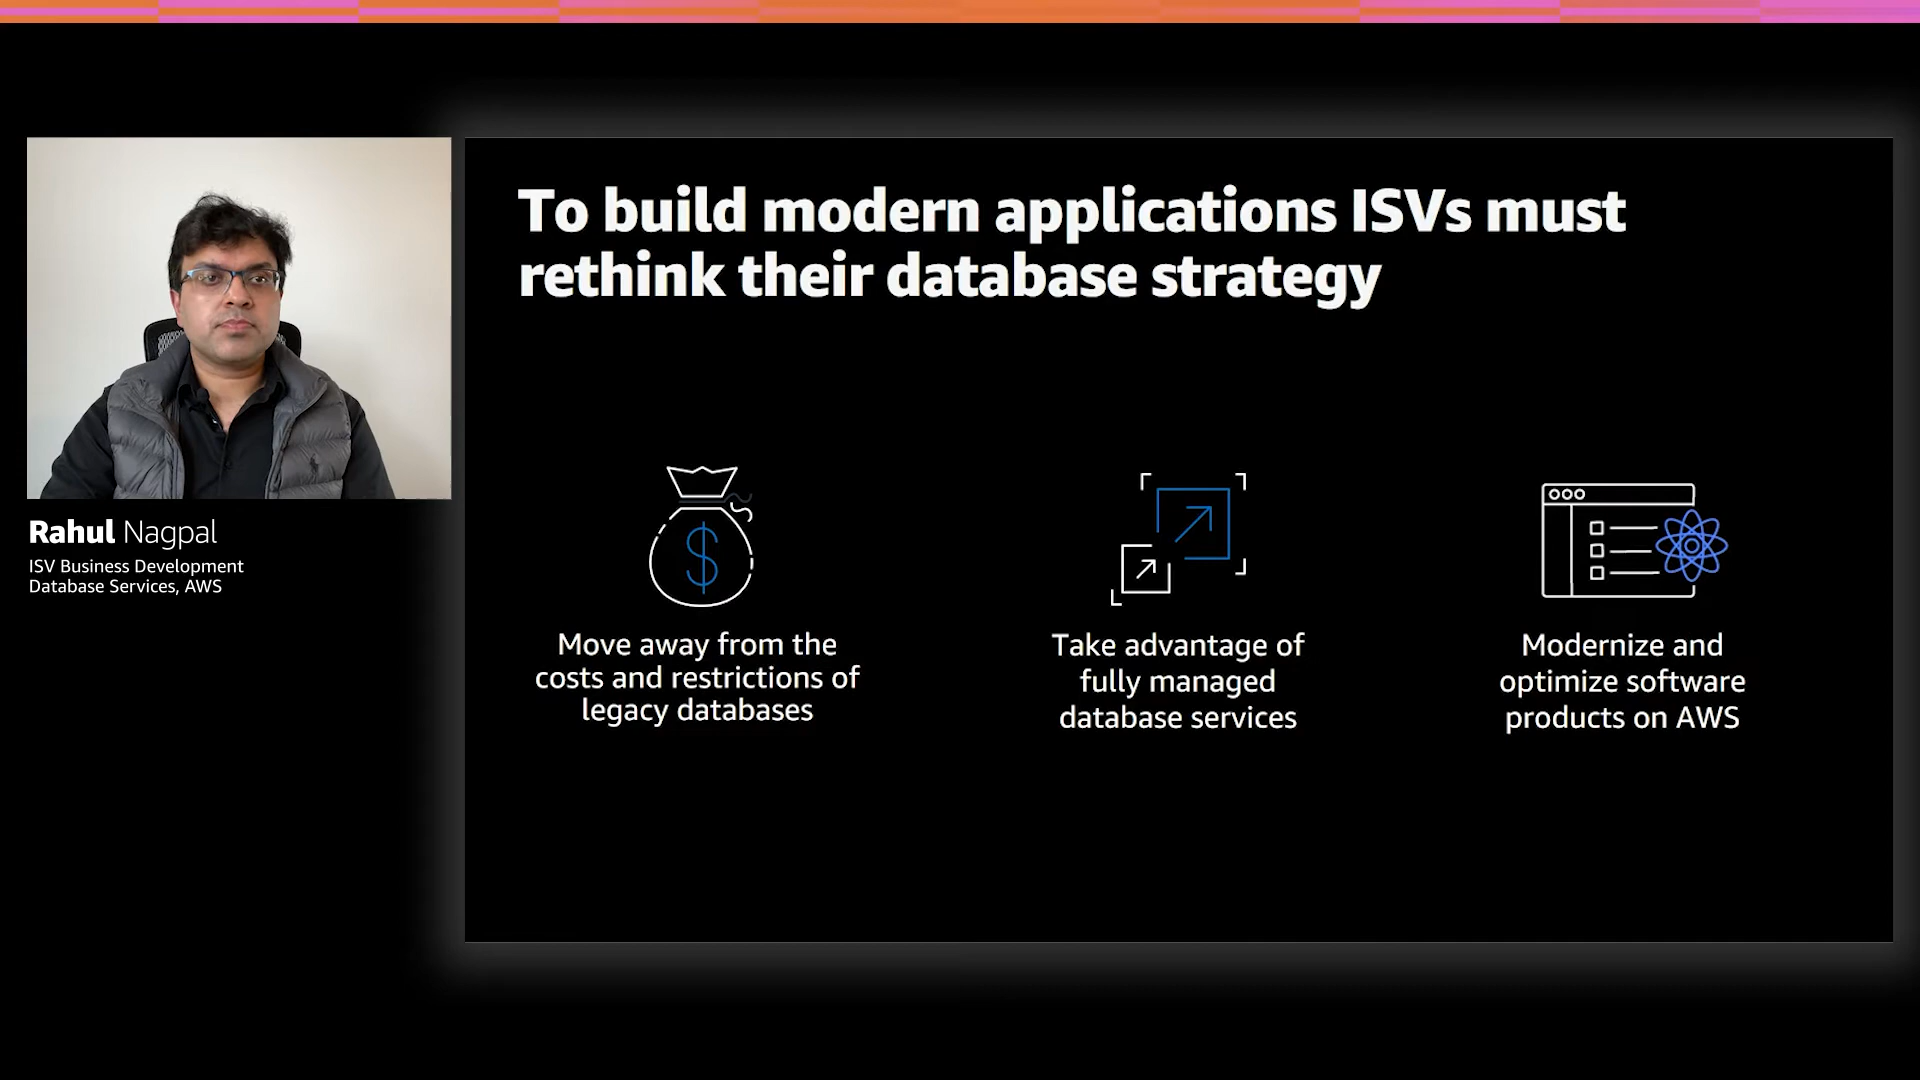 To build modern applications ISVs must
rethink their database strategy
Rahul Nagpal
ISV Business Development
Database Services, AWS
$
Move away from the
costs and restrictions of
legacy databases
Take advantage of
fully managed
database services
Modernize and
optimize software
products on AWS